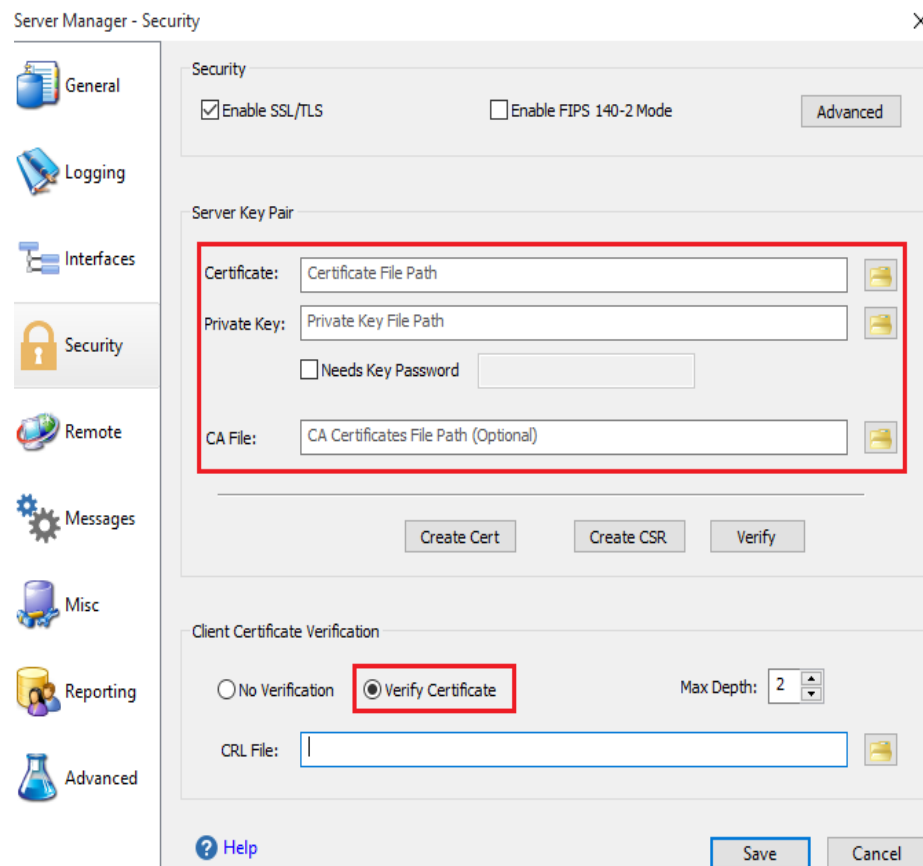 Server Manager - Security
General
Logging
Interfaces
Security
Remote
Messages
Misc
Reporting
Advanced
Security
Enable SSL/TLS Enable FIPS 140-2 Mode Advanced
Server Key Pair
Certificate: Certificate File Path
Private Key: Private Key File Path
Needs Key Password
CA File: CA Certificates File Path (Optional)
Create Cert Create CSR Verify
Client Certificate Verification
No Verification Verify Certificate Max Depth: 2
CRL File:
Help Save Cancel